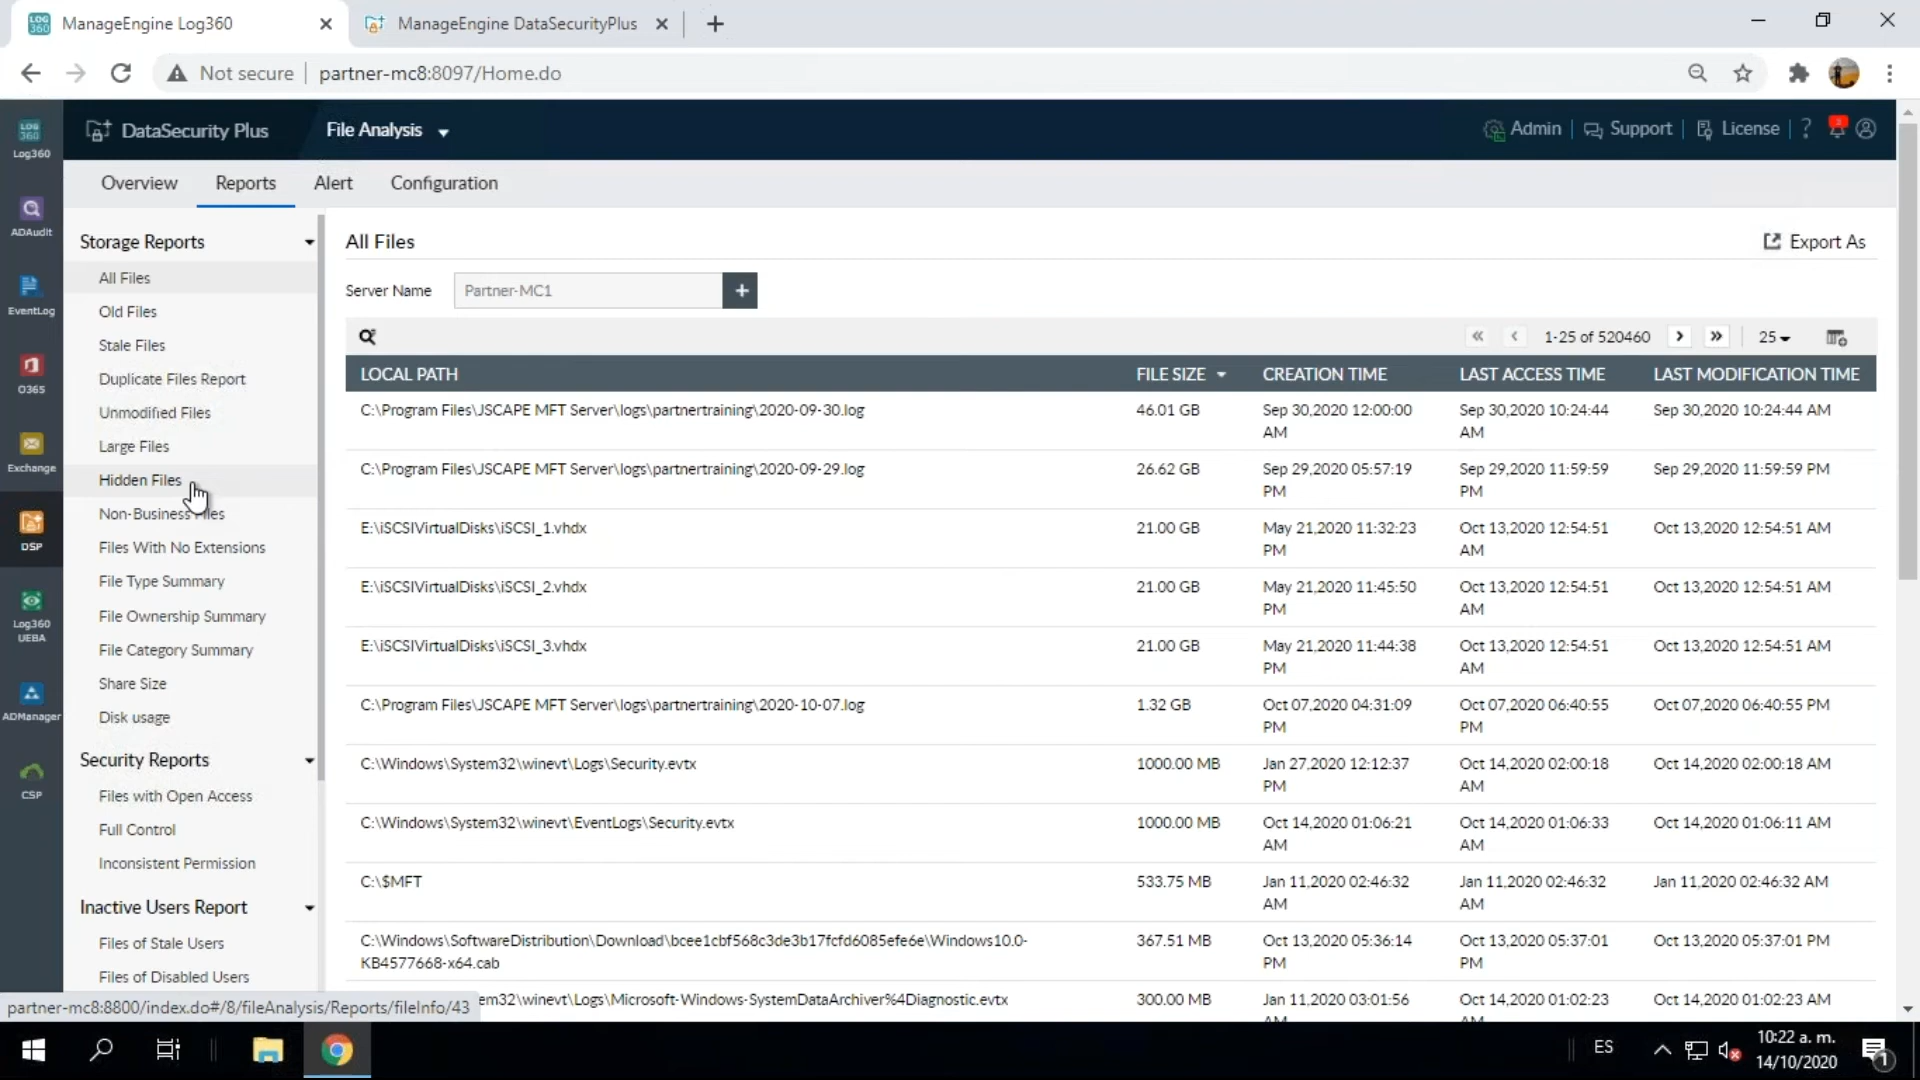 ManageEngine Log360
ManageEngine DataSecurityPlus
Not secure
partner-mc8:8097/Home.do
LOG 360
Log360
DataSecurity Plus
File Analysis
Admin
Support
License
?
Overview
Reports
Alert
Configuration
ADAudit
EventLog
O365
Exchange
DSP
Log360 UEBA
ADManager
CSP
Storage Reports
All Files
Old Files
Stale Files
Duplicate Files Report
Unmodified Files
Large Files
Hidden Files
Non-Business Files
Files With No Extensions
File Type Summary
File Ownership Summary
File Category Summary
Share Size
Disk usage
Security Reports
Files with Open Access
Full Control
Inconsistent Permission
Inactive Users Report
Files of Stale Users
Files of Disabled Users
All Files
Export As
Server Name
Partner-MC1
+
1-25 of 520460
25
LOCAL PATH FILE SIZE CREATION TIME LAST ACCESS TIME LAST MODIFICATION TIME
C:\Program Files\JSCAPE MFT Server\logs\partnertraining\2020-09-30.log 46.01 GB Sep 30,2020 12:00:00 Sep 30,2020 10:24:44 Sep 30,2020 10:24:44 AM
AM AM
C:\Program Files\JSCAPE MFT Server\logs\partnertraining\2020-09-29.log 26.62 GB Sep 29,2020 05:57:19 Sep 29,2020 11:59:59 Sep 29,2020 11:59:59 PM
PM PM
E:\iSCSIVirtualDisks\iSCSI_1.vhdx 21.00 GB May 21,2020 11:32:23 Oct 13,2020 12:54:51 Oct 13,2020 12:54:51 AM
PM AM
E:\iSCSIVirtualDisks\iSCSI_2.vhdx 21.00 GB May 21,2020 11:45:50 Oct 13,2020 12:54:51 Oct 13,2020 12:54:51 AM
PM AM
E:\iSCSIVirtualDisks\iSCSI_3.vhdx 21.00 GB May 21,2020 11:44:38 Oct 13,2020 12:54:51 Oct 13,2020 12:54:51 AM
PM AM
C:\Program Files\JSCAPE MFT Server\logs\partnertraining\2020-10-07.log 1.32 GB Oct 07,2020 04:31:09 Oct 07,2020 06:40:55 Oct 07,2020 06:40:55 PM
PM PM
C:\Windows\System32\winevt\Logs\Security.evtx 1000.00 MB Jan 27,2020 12:12:37 Oct 14,2020 02:00:18 Oct 14,2020 02:00:18 AM
PM AM
C:\Windows\System32\winevt\EventLogs\Security.evtx 1000.00 MB Oct 14,2020 01:06:21 Oct 14,2020 01:06:33 Oct 14,2020 01:06:11 AM
AM AM
C:\$MFT 533.75 MB Jan 11,2020 02:46:32 Jan 11,2020 02:46:32 Jan 11,2020 02:46:32 AM
AM AM
C:\Windows\SoftwareDistribution\Download\bcee1cbf568c3de3b17fcfd6085efe6e\Windows10.0- 367.51 MB Oct 13,2020 05:36:14 Oct 13,2020 05:37:01 Oct 13,2020 05:37:01 PM
KB4577668-x64.cab PM PM
em32\winevt\Logs\Microsoft-Windows-SystemDataArchiver%4Diagnostic.evtx 300.00 MB Jan 11,2020 03:01:56 Oct 14,2020 01:02:23 Oct 14,2020 01:02:23 AM
AM AM
partner-mc8:8800/index.do#/8/fileAnalysis/Reports/fileInfo/43
ES
10:22 a. m.
14/10/2020
1